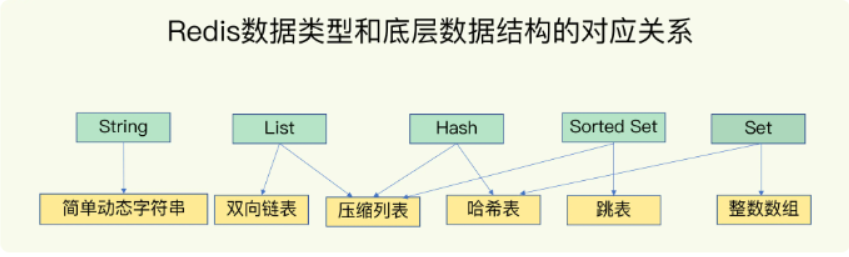 Redis数据类型和底层数据结构的对应关系
String
List
Hash
Sorted Set
Set
简单动态字符串
双向链表
压缩列表
哈希表
跳表
整数数组